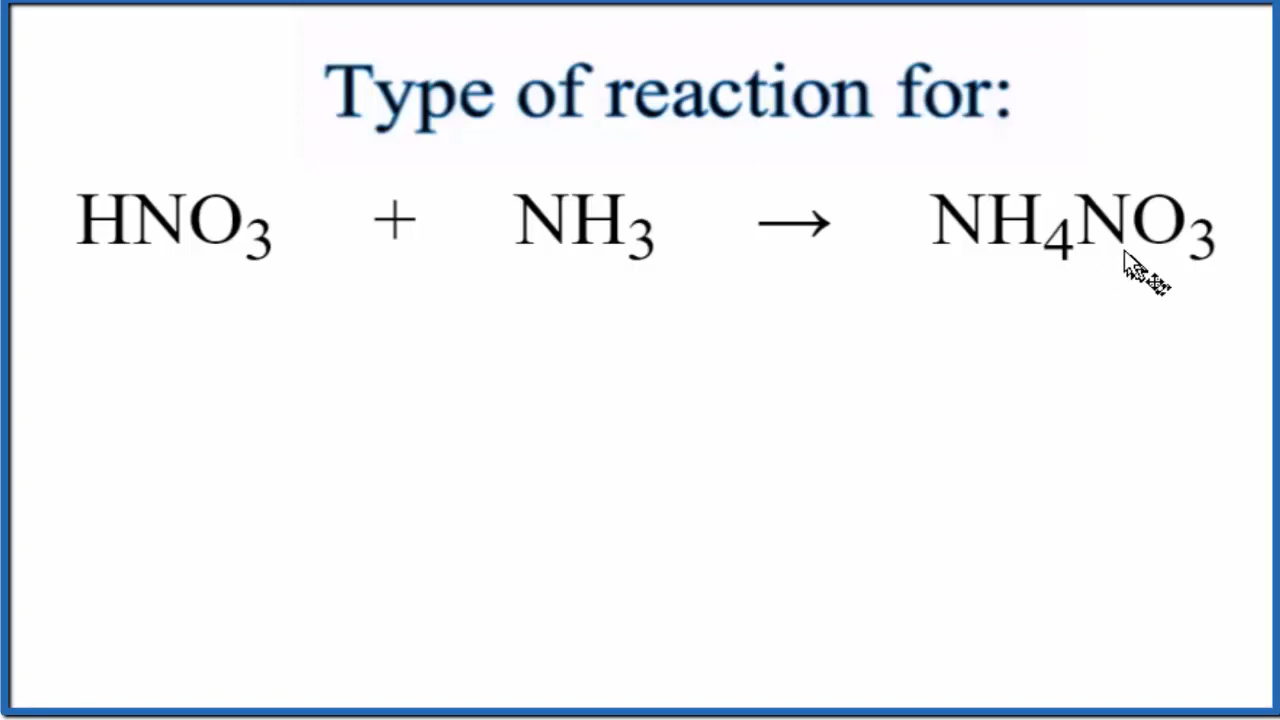 Type of reaction for:
HNO₃ + NH₃ → NH₄NO₃